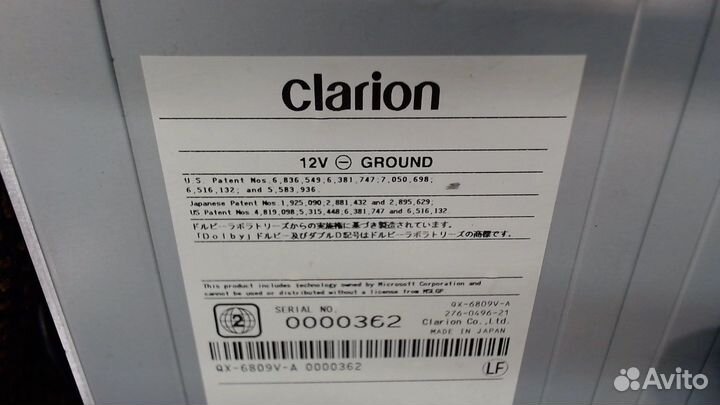 clarion
12V ⊖ GROUND
U.S. Patent Nos.6,836,549;6,381,747;7,050,698;
6,516,132; and 5,583,936.
Japanese Patent Nos.1,925,090;2,881,432 and 2,895,629;
US Patent Nos.4,819,098;5,315,448;6,381,747 and 6,516,132.
ドルビーラボラトリーズからの実施権に基づき製造されています。
「Dolby」ドルビー及びダブルD記号はドルビーラボラトリーズの商標です。
This product includes technology owned by Microsoft Corporation and
cannot be used or distributed without a license from MSLGP
QX-6809V-A
276-0496-21
2 SERIAL NO. 0000362 Clarion Co.,Ltd.
MADE IN JAPAN
QX-6809V-A 0000362 LF
Avito